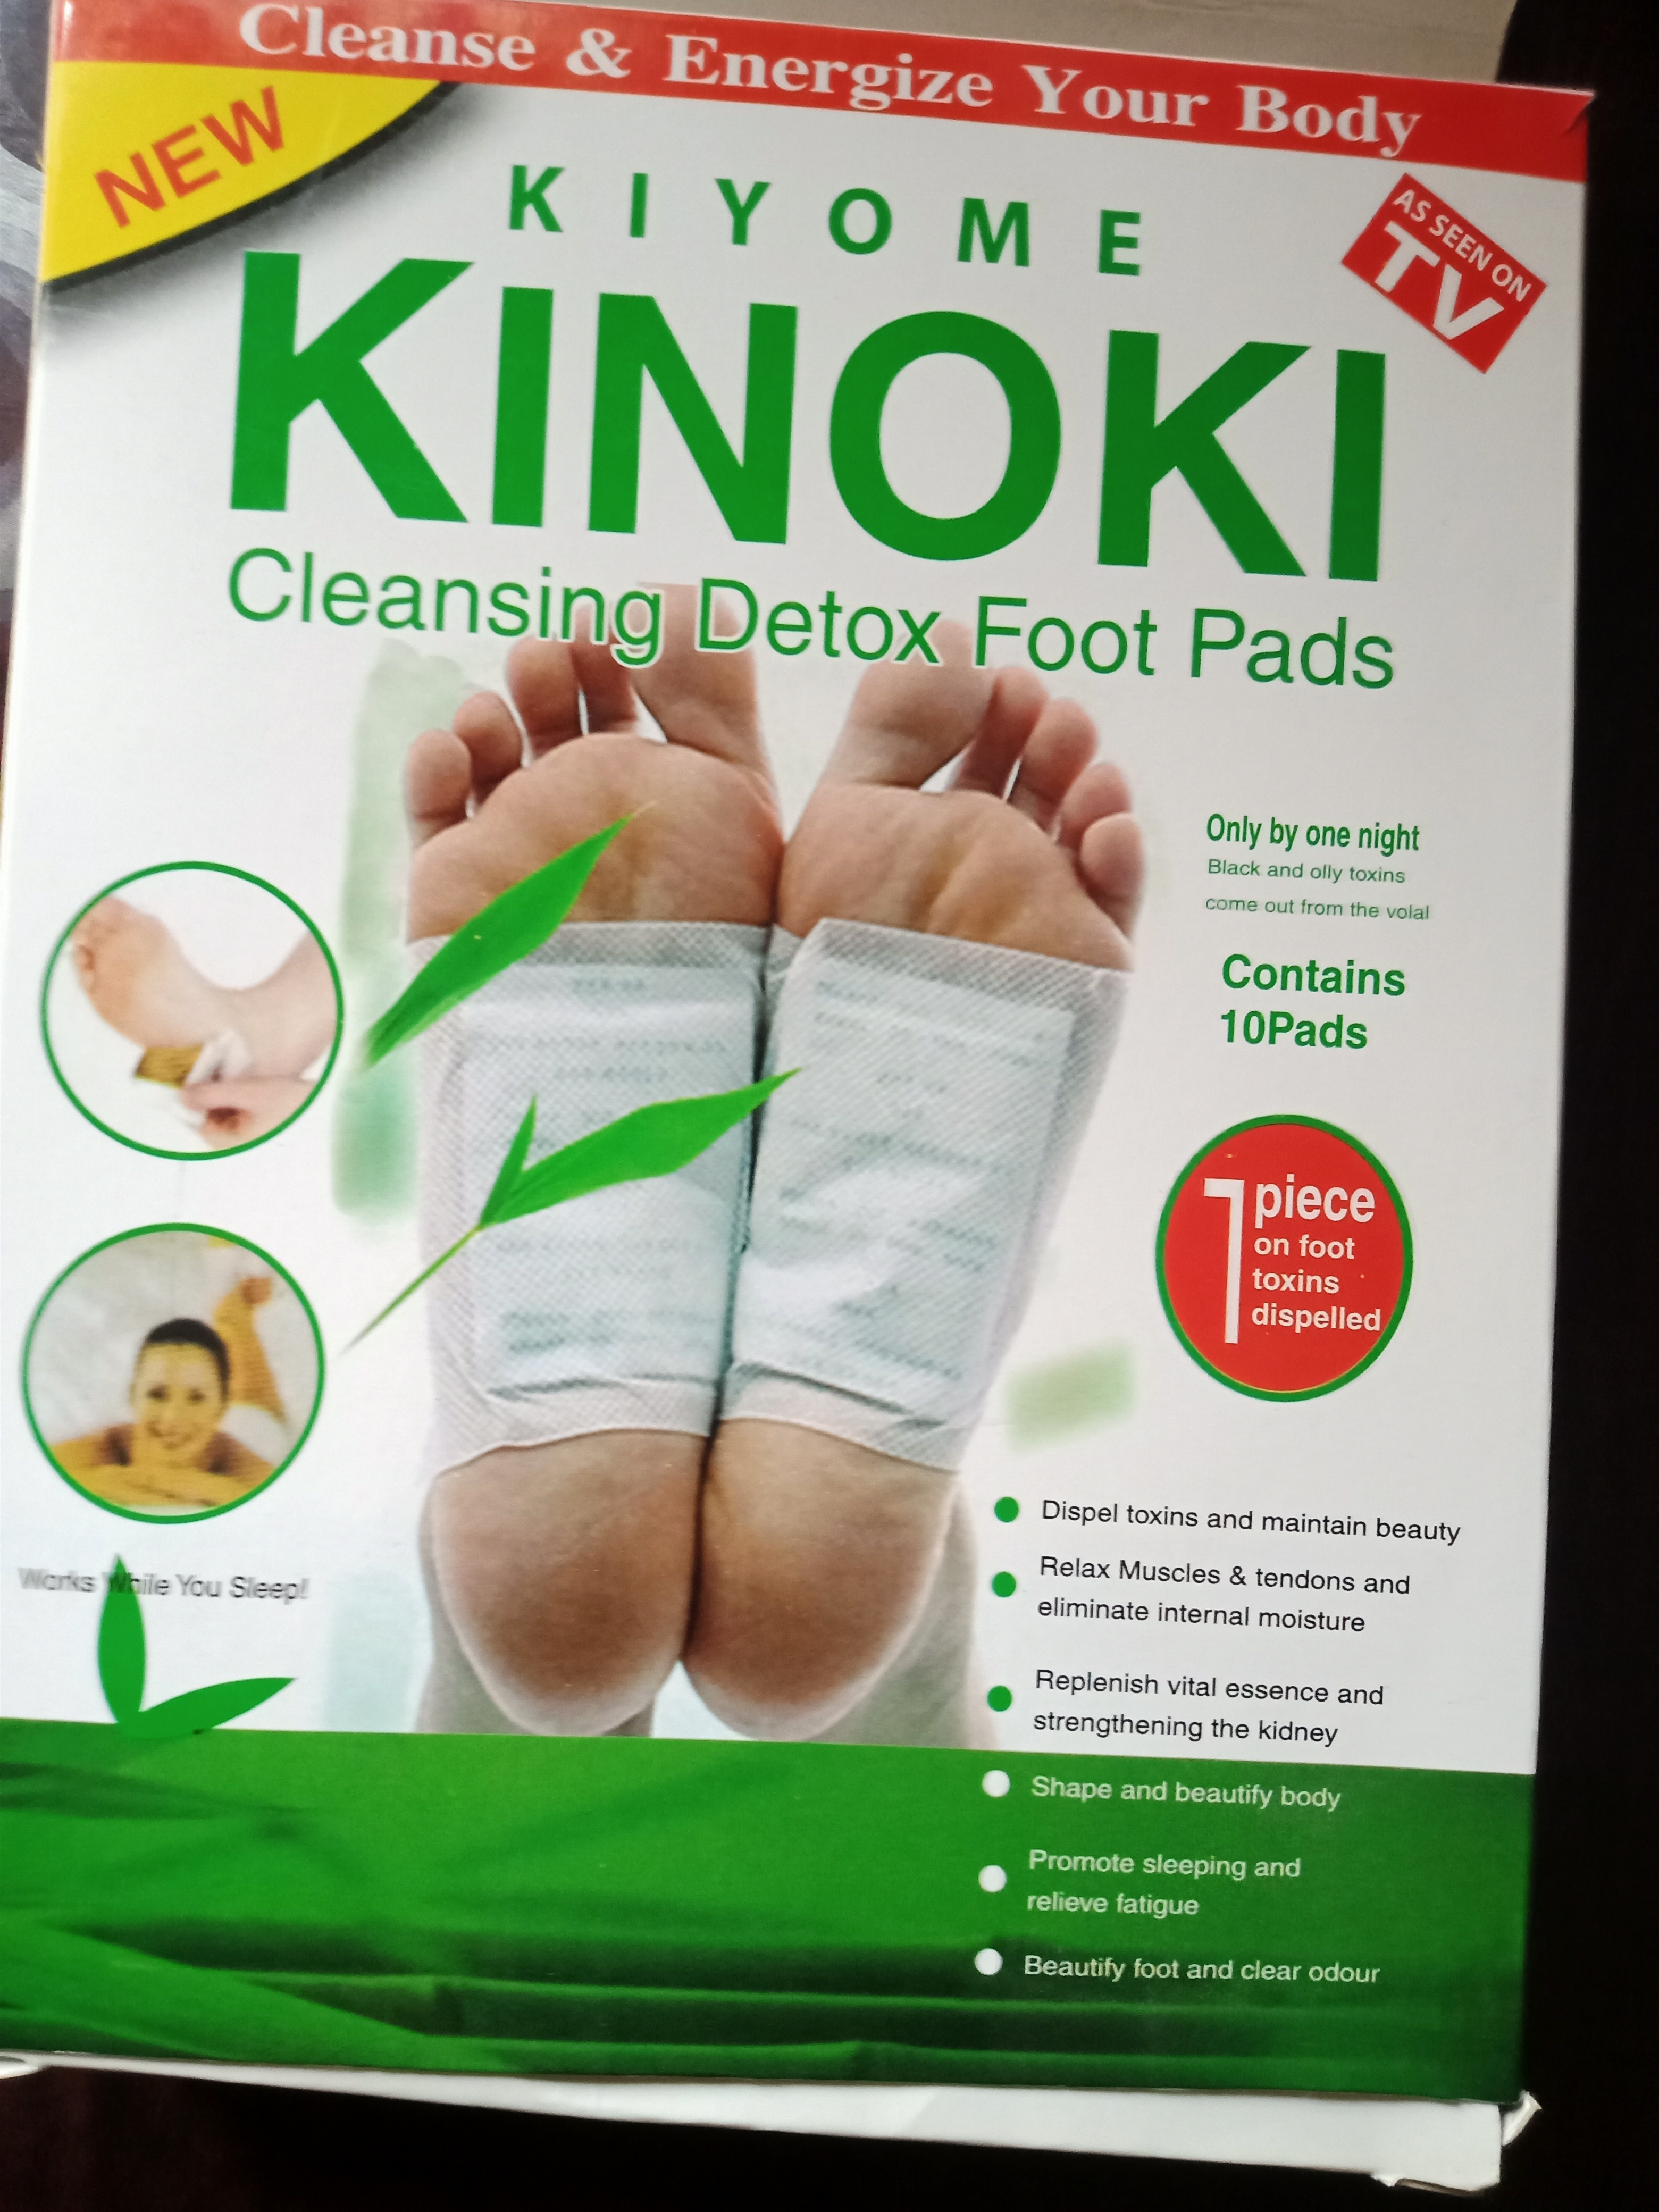 Cleanse & Energize Your Body
NEW
KIYOME
AS SEEN ON
TV
KINOKI
Cleansing Detox Foot Pads
Only by one night
Black and olly toxins
come out from the volal
Contains
10Pads
1 piece
on foot
toxins
dispelled
Works While You Sleep!
Dispel toxins and maintain beauty
Relax Muscles & tendons and
eliminate internal moisture
Replenish vital essence and
strengthening the kidney
Shape and beautify body
Promote sleeping and
relieve fatigue
Beautify foot and clear odour